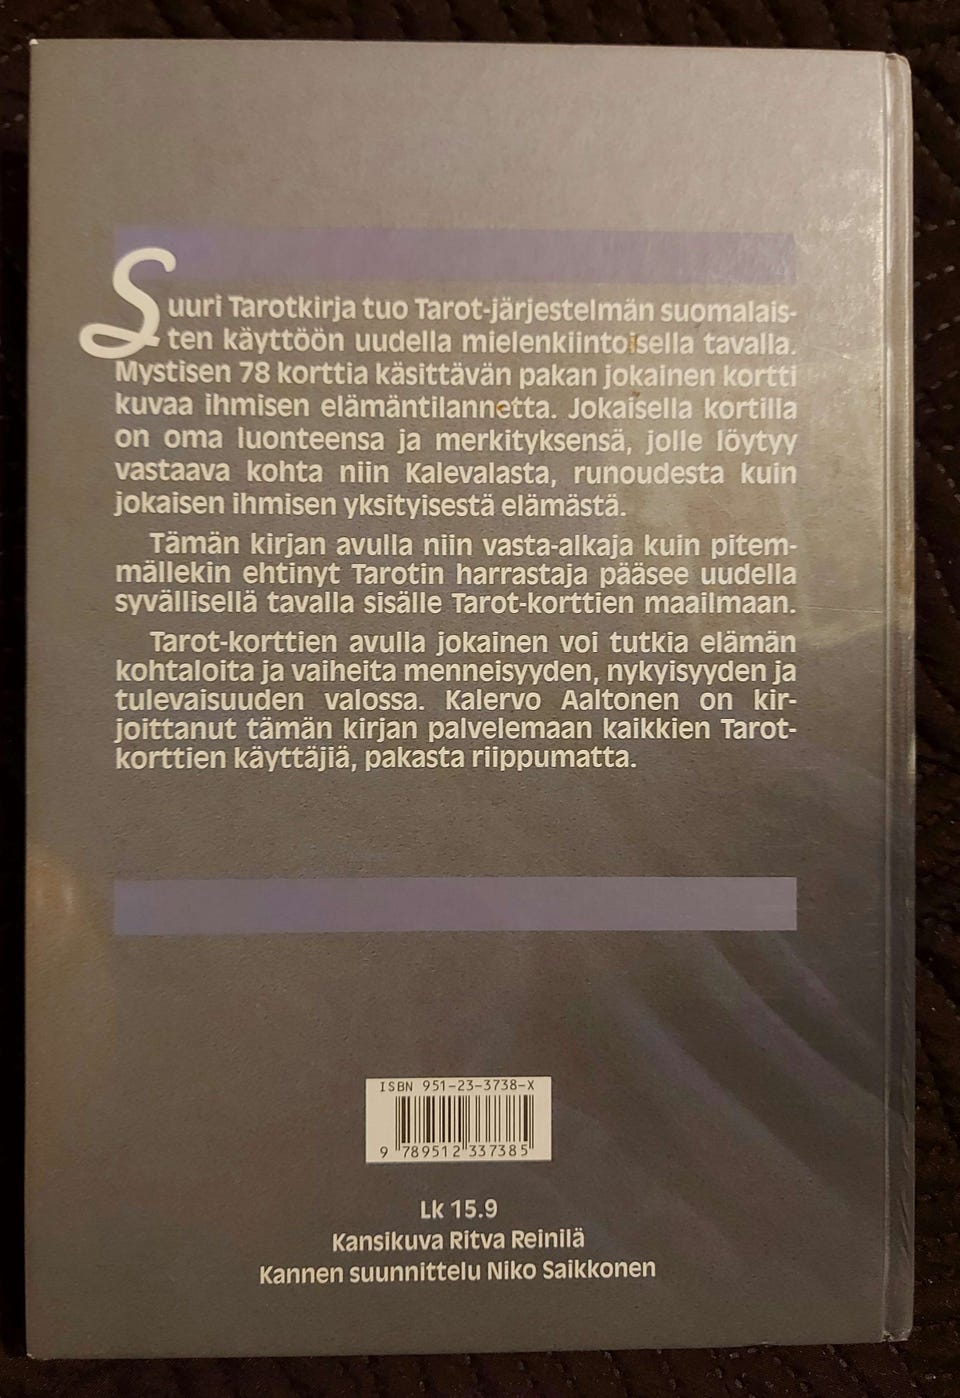 Suuri Tarotkirja tuo Tarot-järjestelmän suomalais-
ten käyttöön uudella mielenkiintoisella tavalla.
Mystisen 78 korttia käsittävän pakan jokainen kortti
kuvaa ihmisen elämäntilannetta. Jokaisella kortilla
on oma luonteensa ja merkityksensä, jolle löytyy
vastaava kohta niin Kalevalasta, runoudesta kuin
jokaisen ihmisen yksityisestä elämästä.
Tämän kirjan avulla niin vasta-alkaja kuin pitem-
mällekin ehtinyt Tarotin harrastaja pääsee uudella
syvällisellä tavalla sisälle Tarot-korttien maailmaan.
Tarot-korttien avulla jokainen voi tutkia elämän
kohtaloita ja vaiheita menneisyyden, nykyisyyden ja
tulevaisuuden valossa. Kalervo Aaltonen on kir-
joittanut tämän kirjan palvelemaan kaikkien Tarot-
korttien käyttäjiä, pakasta riippumatta.
ISBN 951-23-3738-X
9 789512 337385
Lk 15.9
Kansikuva Ritva Reinilä
Kannen suunnittelu Niko Saikkonen